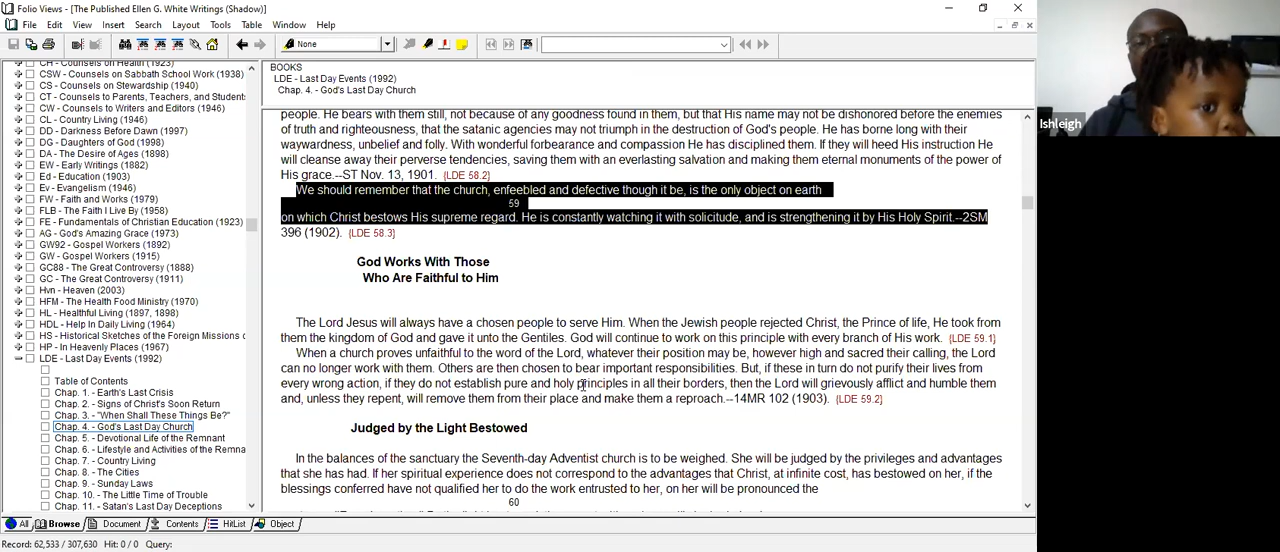 Folio Views - [The Published Ellen G. White Writings (Shadow)]
File Edit View Insert Search Layout Tools Table Window Help
None
CH - Counsels on Health (1923)
CSW - Counsels on Sabbath School Work (1938)
CS - Counsels on Stewardship (1940)
CT - Counsels to Parents, Teachers, and Students
CW - Counsels to Writers and Editors (1946)
CL - Country Living (1946)
DD - Darkness Before Dawn (1997)
DG - Daughters of God (1998)
DA - The Desire of Ages (1898)
EW - Early Writings (1882)
Ed - Education (1903)
Ev - Evangelism (1946)
FW - Faith and Works (1979)
FLB - The Faith I Live By (1958)
FE - Fundamentals of Christian Education (1923)
AG - God's Amazing Grace (1973)
GW92 - Gospel Workers (1892)
GW - Gospel Workers (1915)
GC88 - The Great Controversy (1888)
GC - The Great Controversy (1911)
Hvn - Heaven (2003)
HFM - The Health Food Ministry (1970)
HL - Healthful Living (1897, 1898)
HDL - Help In Daily Living (1964)
HS - Historical Sketches of the Foreign Missions o
HP - In Heavenly Places (1967)
LDE - Last Day Events (1992)
Table of Contents
Chap. 1. - Earth's Last Crisis
Chap. 2. - Signs of Christ's Soon Return
Chap. 3. - "When Shall These Things Be?"
Chap. 4. - God's Last Day Church
Chap. 5. - Devotional Life of the Remnant
Chap. 6. - Lifestyle and Activities of the Remna
Chap. 7. - Country Living
Chap. 8. - The Cities
Chap. 9. - Sunday Laws
Chap. 10. - The Little Time of Trouble
Chap. 11. - Satan's Last Day Deceptions
All Browse Document Contents HitList Object
Record: 62,533 / 307,630 Hit: 0 / 0 Query:
BOOKS
LDE - Last Day Events (1992)
Chap. 4. - God's Last Day Church
people. He bears with them still, not because of any goodness found in them, but that His name may not be dishonored before the enemies
of truth and righteousness, that the satanic agencies may not triumph in the destruction of God's people. He has borne long with their
waywardness, unbelief and folly. With wonderful forbearance and compassion He has disciplined them. If they will heed His instruction He
will cleanse away their perverse tendencies, saving them with an everlasting salvation and making them eternal monuments of the power of
His grace.--ST Nov. 13, 1901. {LDE 58.2}
We should remember that the church, enfeebled and defective though it be, is the only object on earth
59
on which Christ bestows His supreme regard. He is constantly watching it with solicitude, and is strengthening it by His Holy Spirit.--2SM
396 (1902). {LDE 58.3}
God Works With Those
Who Are Faithful to Him
The Lord Jesus will always have a chosen people to serve Him. When the Jewish people rejected Christ, the Prince of life, He took from
them the kingdom of God and gave it unto the Gentiles. God will continue to work on this principle with every branch of His work. {LDE 59.1}
When a church proves unfaithful to the word of the Lord, whatever their position may be, however high and sacred their calling, the Lord
can no longer work with them. Others are then chosen to bear important responsibilities. But, if these in turn do not purify their lives from
every wrong action, if they do not establish pure and holy principles in all their borders, then the Lord will grievously afflict and humble them
and, unless they repent, will remove them from their place and make them a reproach.--14MR 102 (1903). {LDE 59.2}
Judged by the Light Bestowed
In the balances of the sanctuary the Seventh-day Adventist church is to be weighed. She will be judged by the privileges and advantages
that she has had. If her spiritual experience does not correspond to the advantages that Christ, at infinite cost, has bestowed on her, if the
blessings conferred have not qualified her to do the work entrusted to her, on her will be pronounced the
60
Ishleigh